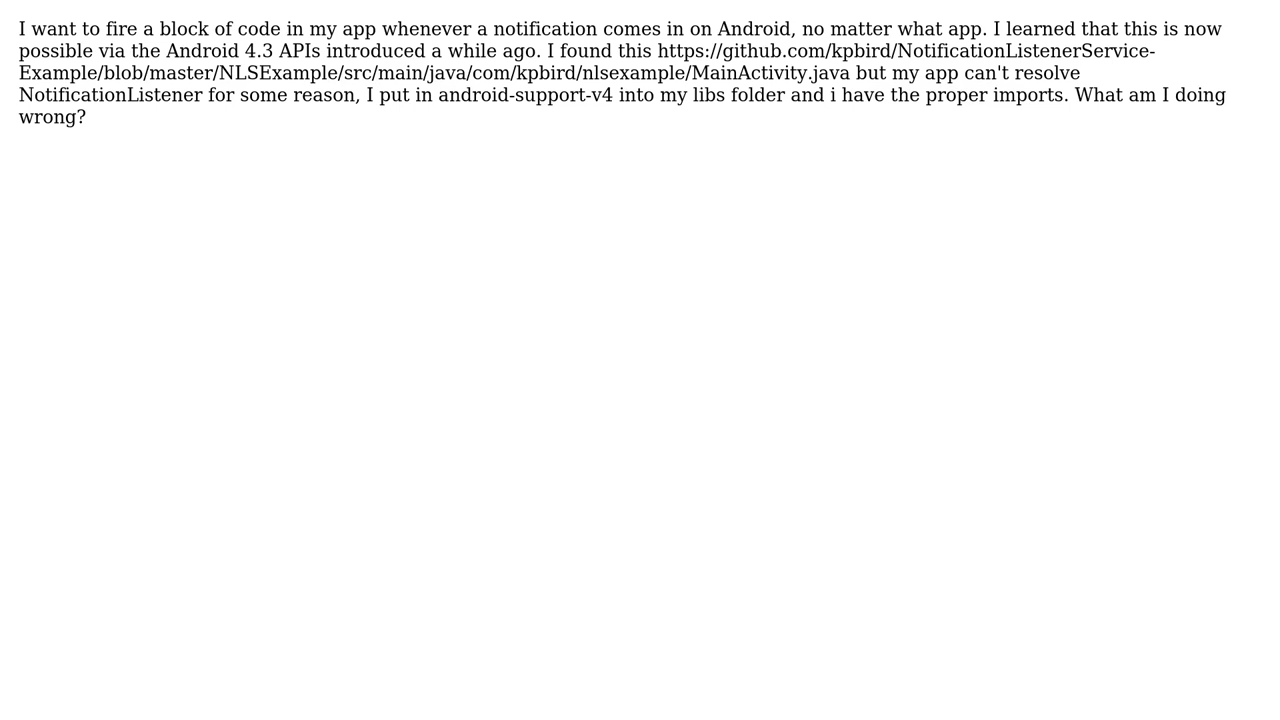 I want to fire a block of code in my app whenever a notification comes in on Android, no matter what app. I learned that this is now
possible via the Android 4.3 APIs introduced a while ago. I found this https://github.com/kpbird/NotificationListenerService-
Example/blob/master/NLSExample/src/main/java/com/kpbird/nlsexample/MainActivity.java but my app can't resolve
NotificationListener for some reason, I put in android-support-v4 into my libs folder and i have the proper imports. What am I doing
wrong?